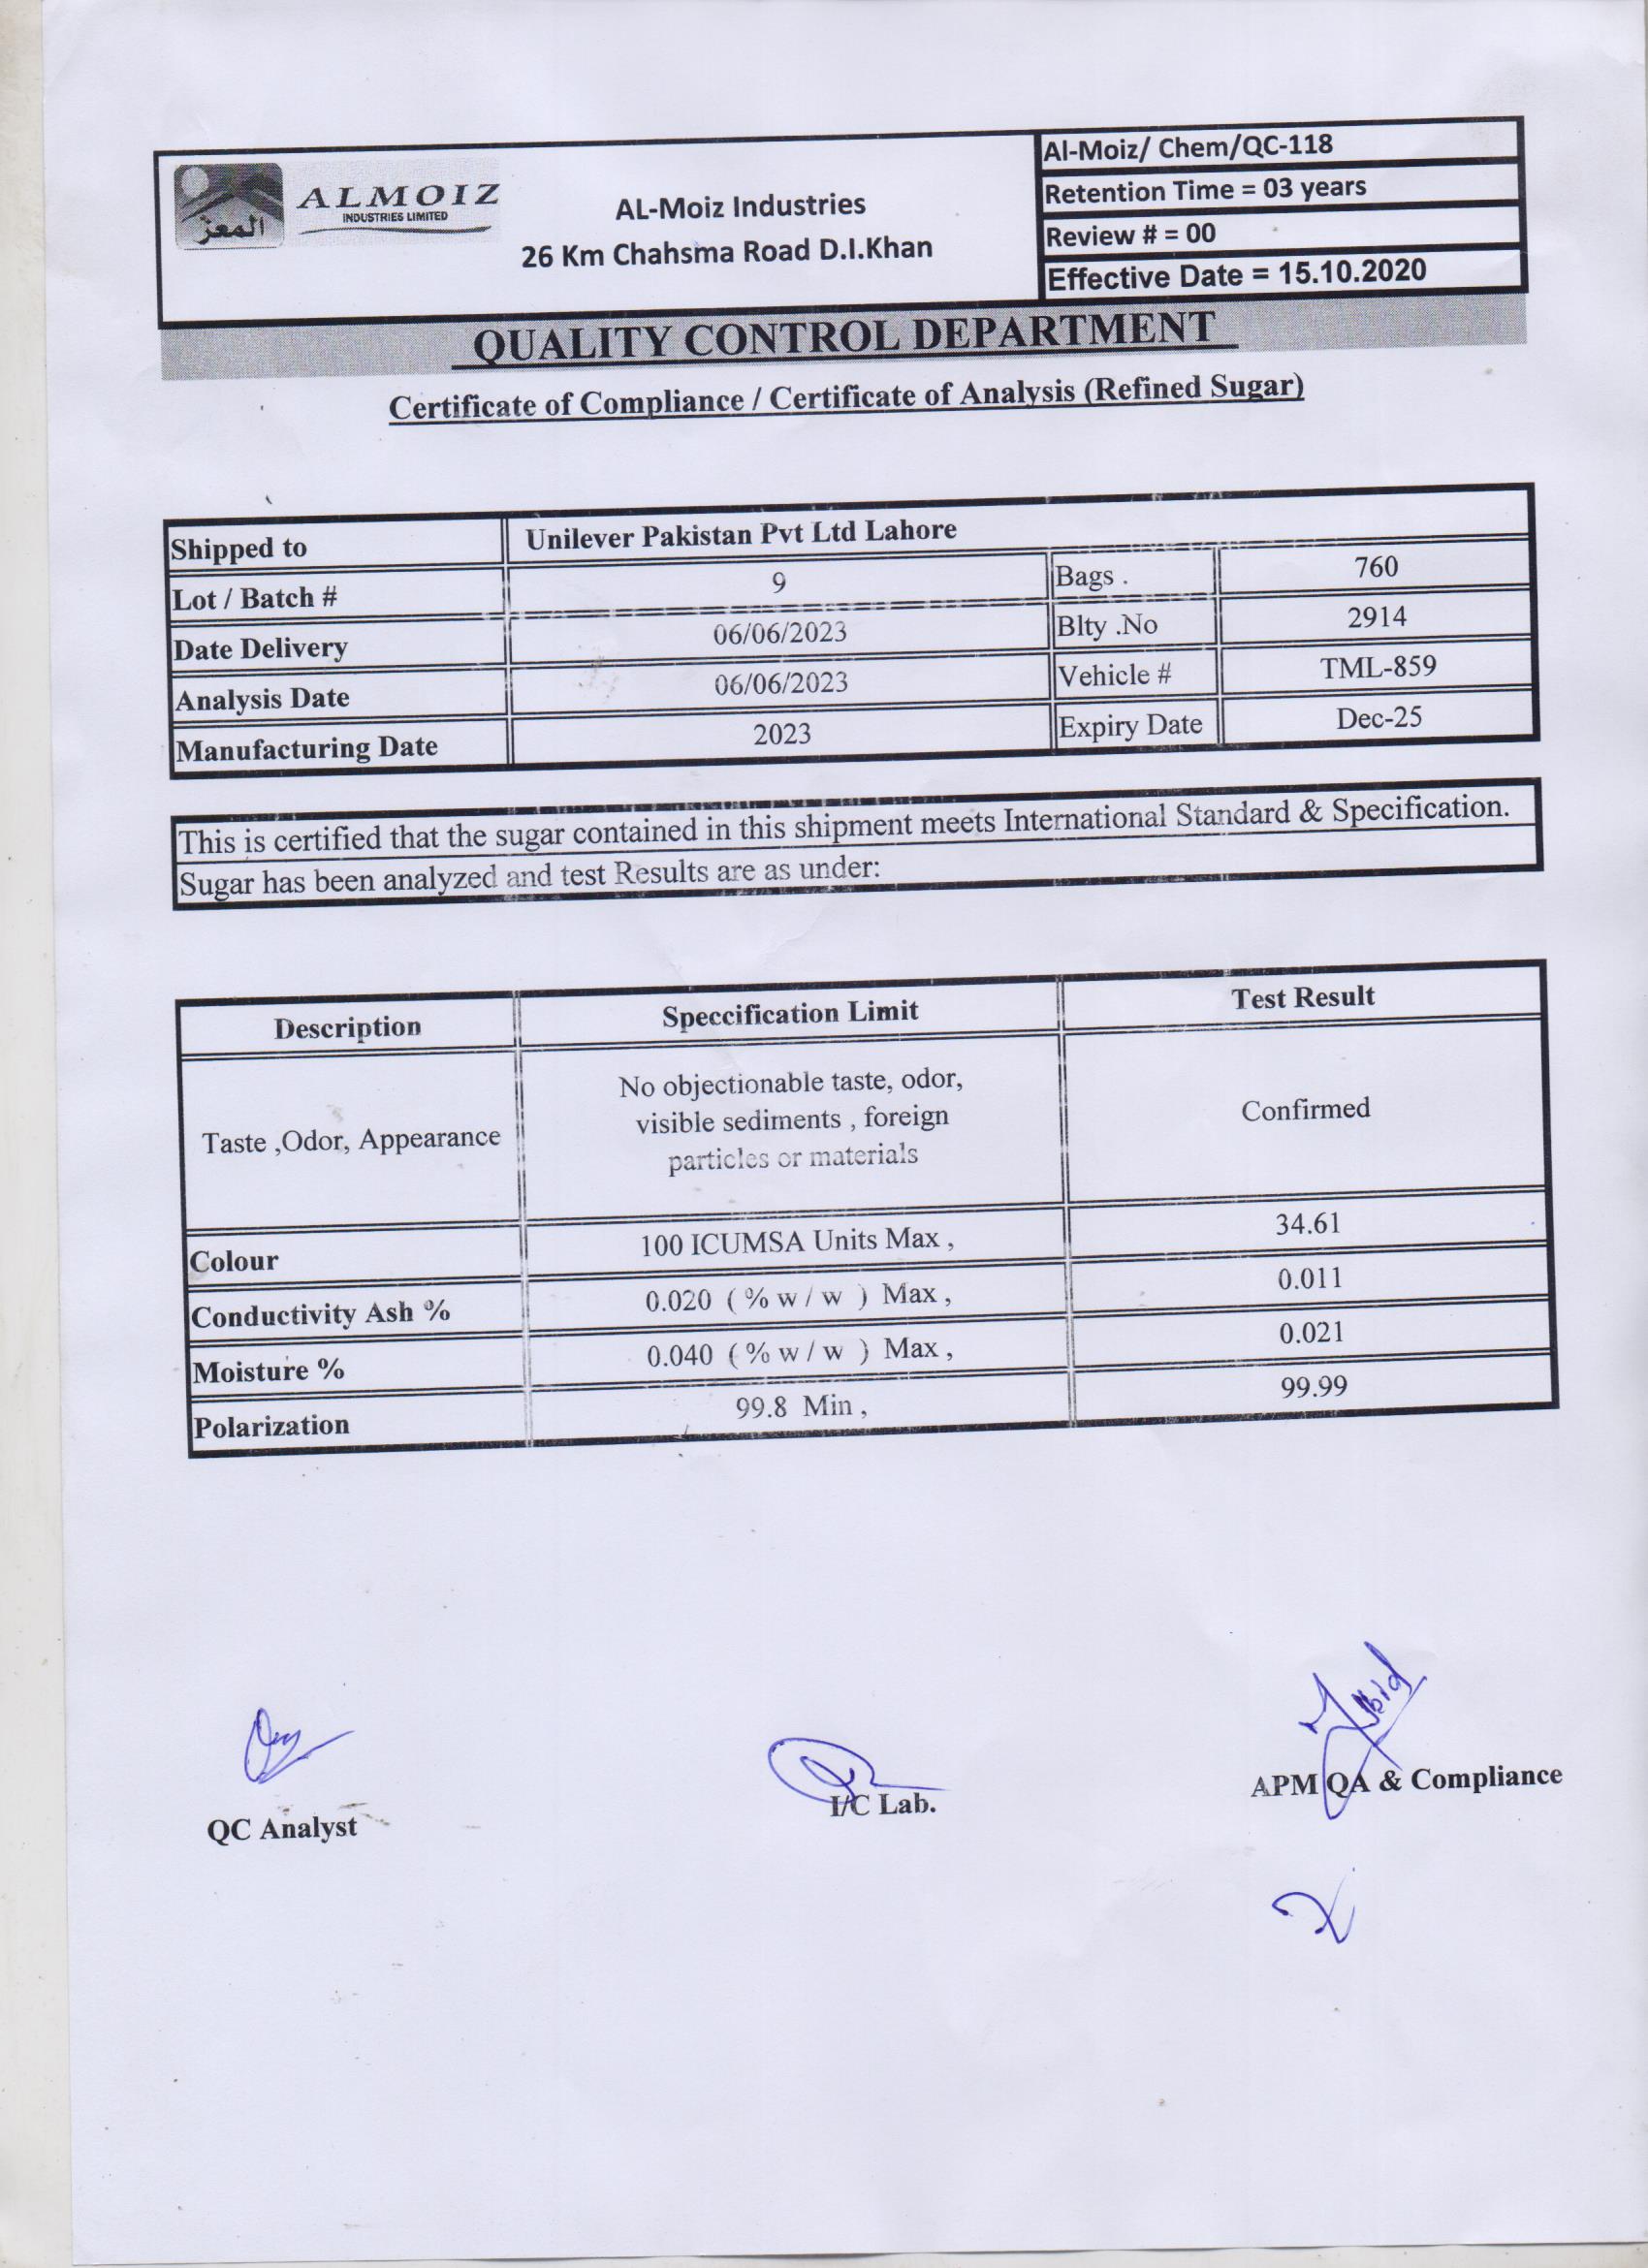 المعز
ALMOIZ
INDUSTRIES LIMITED
AL-Moiz Industries
26 Km Chahsma Road D.I.Khan
Al-Moiz/ Chem/QC-118
Retention Time = 03 years
Review # = 00
Effective Date = 15.10.2020
QUALITY CONTROL DEPARTMENT
Certificate of Compliance / Certificate of Analysis (Refined Sugar)
Shipped to Unilever Pakistan Pvt Ltd Lahore
Lot / Batch # 9 Bags . 760
Date Delivery 06/06/2023 Blty .No 2914
Analysis Date 06/06/2023 Vehicle # TML-859
Manufacturing Date 2023 Expiry Date Dec-25
This is certified that the sugar contained in this shipment meets International Standard & Specification.
Sugar has been analyzed and test Results are as under:
Description Speccification Limit Test Result
Taste ,Odor, Appearance No objectionable taste, odor,
visible sediments , foreign
particles or materials
Confirmed
Colour 100 ICUMSA Units Max , 34.61
Conductivity Ash % 0.020 ( % w / w ) Max , 0.011
Moisture % 0.040 ( % w / w ) Max , 0.021
Polarization 99.8 Min , 99.99
QC Analyst
I/C Lab.
APM QA & Compliance